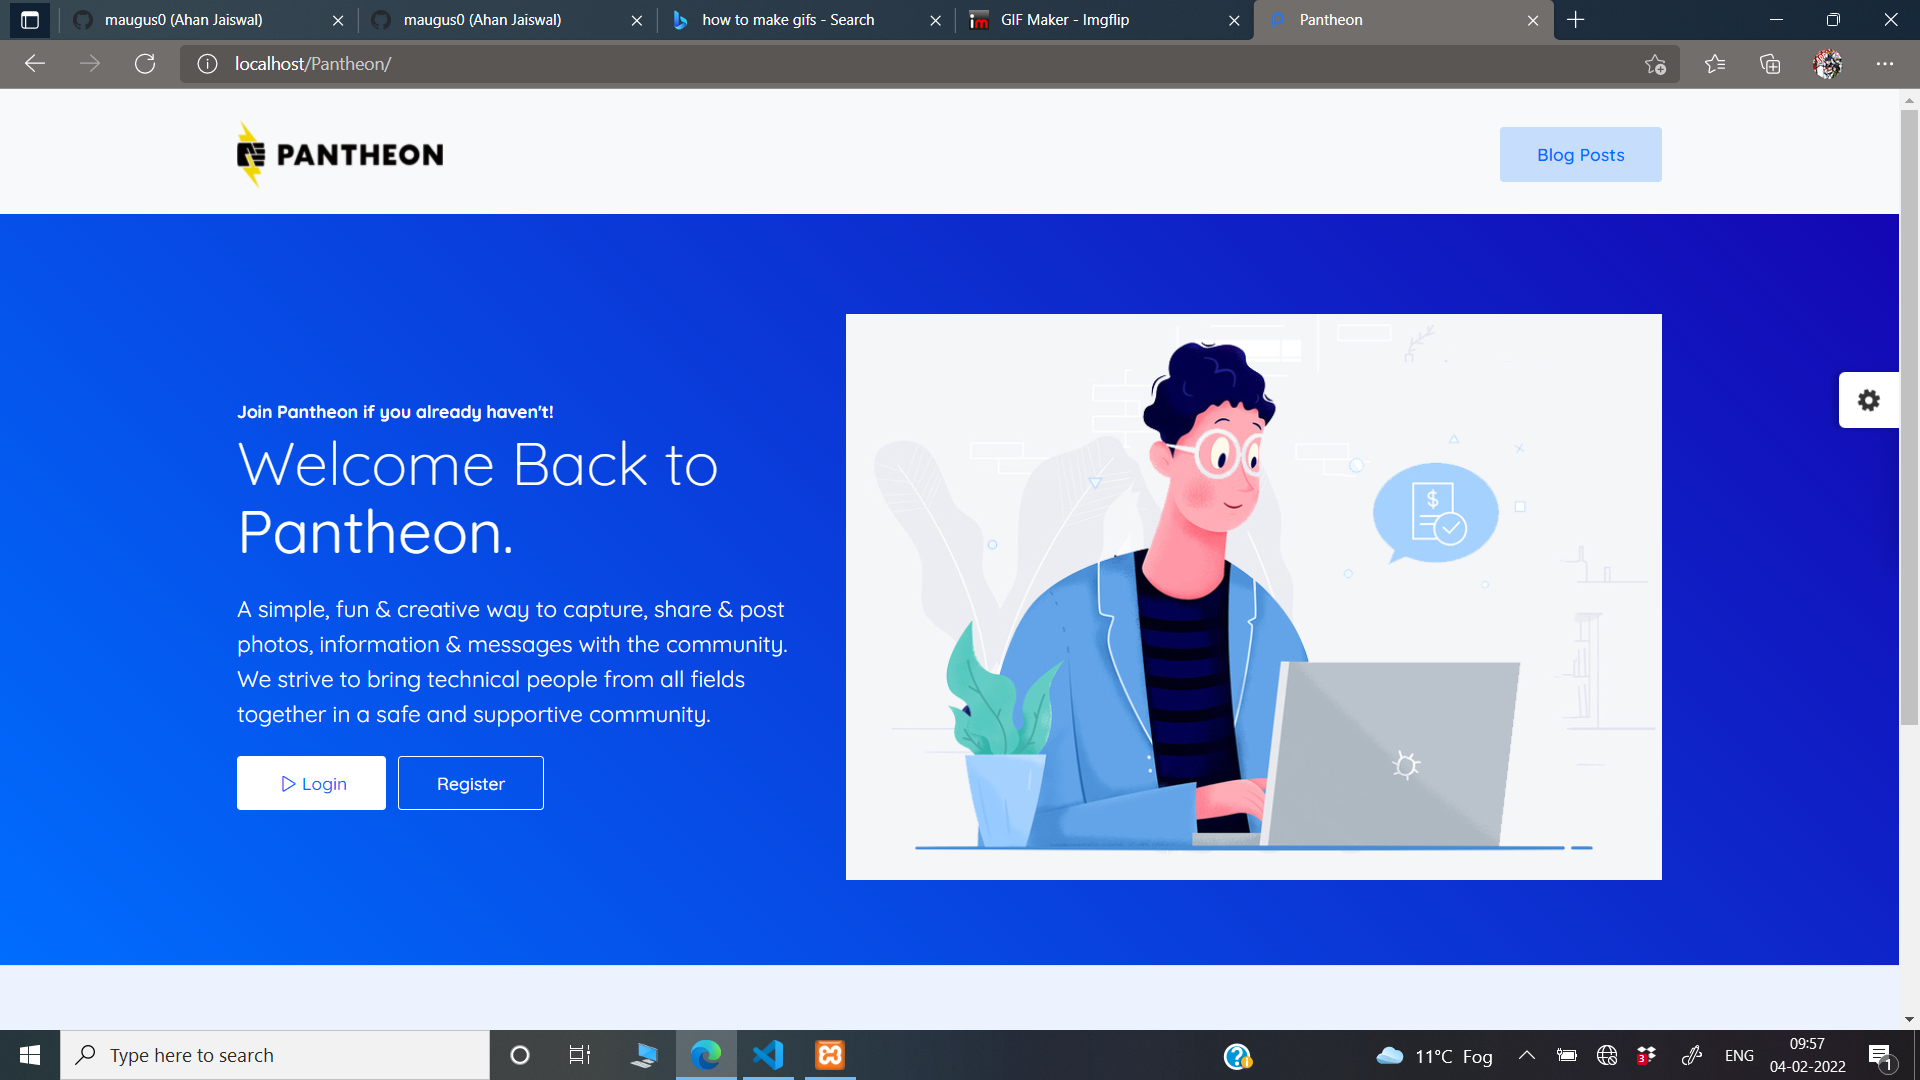 maugus0 (Ahan Jaiswal)
maugus0 (Ahan Jaiswal)
how to make gifs - Search
GIF Maker - Imgflip
Pantheon
localhost/Pantheon/
PANTHEON
Blog Posts
Join Pantheon if you already haven't!
Welcome Back to
Pantheon.
A simple, fun & creative way to capture, share & post
photos, information & messages with the community.
We strive to bring technical people from all fields
together in a safe and supportive community.
Login
Register
$
Type here to search
11°C Fog
3
ENG
09:57
04-02-2022
1